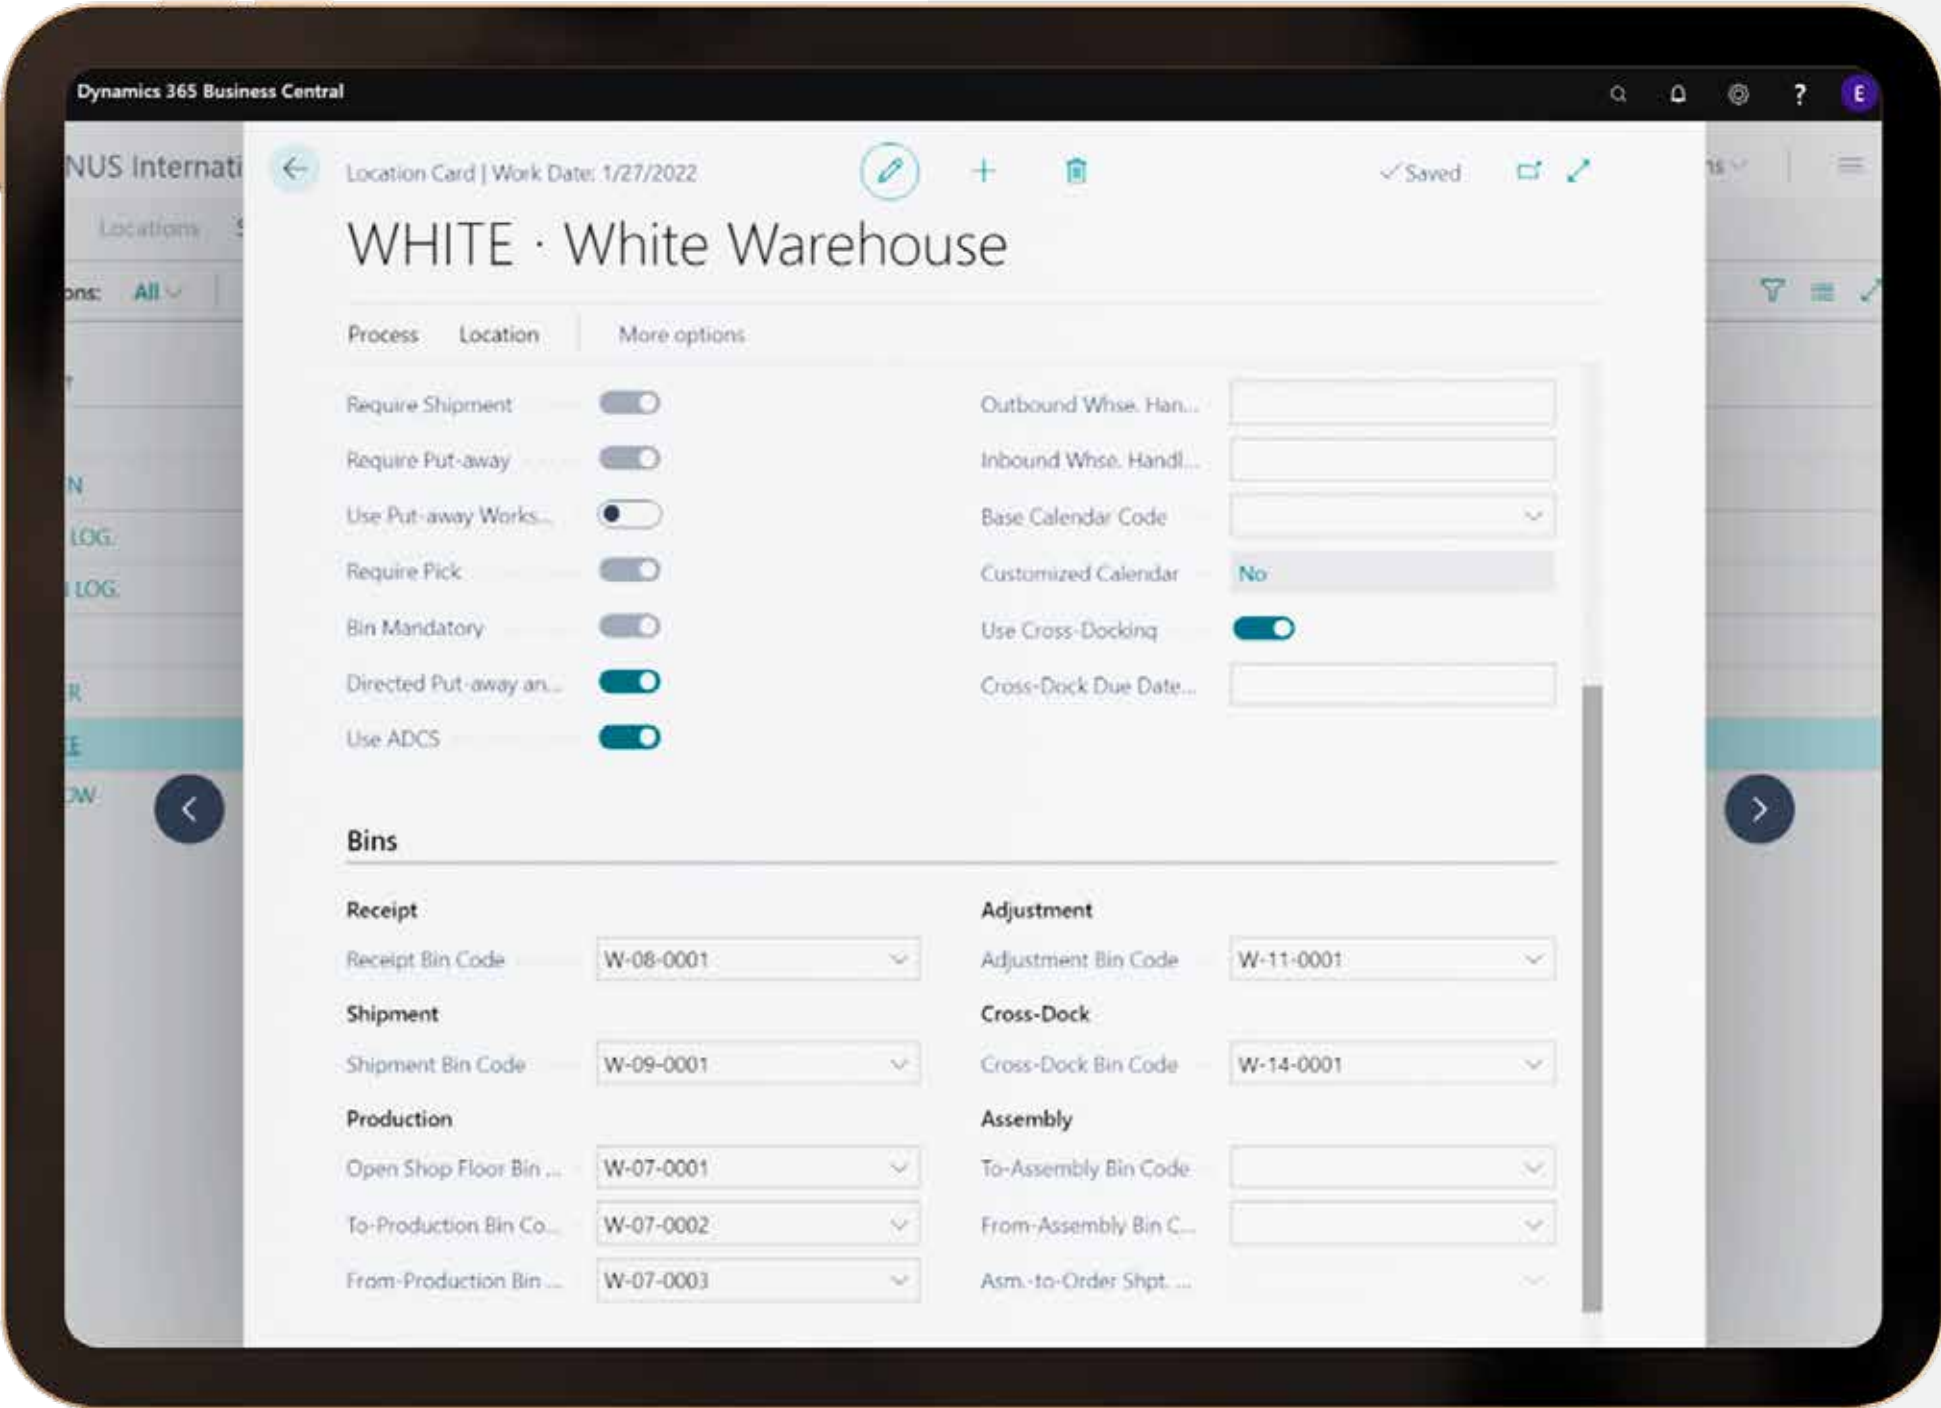 Dynamics 365 Business Central
?
E
NUS Internati
Location Card | Work Date: 1/27/2022
Saved
Locations
WHITE · White Warehouse
ons: All
Process Location More options
Require Shipment
Outbound Whse. Han...
Require Put-away
Inbound Whse. Handl...
N
Use Put-away Works...
Base Calendar Code
LOG.
Require Pick
Customized Calendar No
LOG.
Bin Mandatory
Use Cross-Docking
Directed Put-away an...
Cross-Dock Due Date...
R
Use ADCS
E
OW
Bins
Receipt
Adjustment
Receipt Bin Code W-08-0001
Adjustment Bin Code W-11-0001
Shipment
Cross-Dock
Shipment Bin Code W-09-0001
Cross-Dock Bin Code W-14-0001
Production
Assembly
Open Shop Floor Bin ... W-07-0001
To-Assembly Bin Code
To-Production Bin Co... W-07-0002
From-Assembly Bin C...
From-Production Bin ... W-07-0003
Asm.-to-Order Shpt. ...